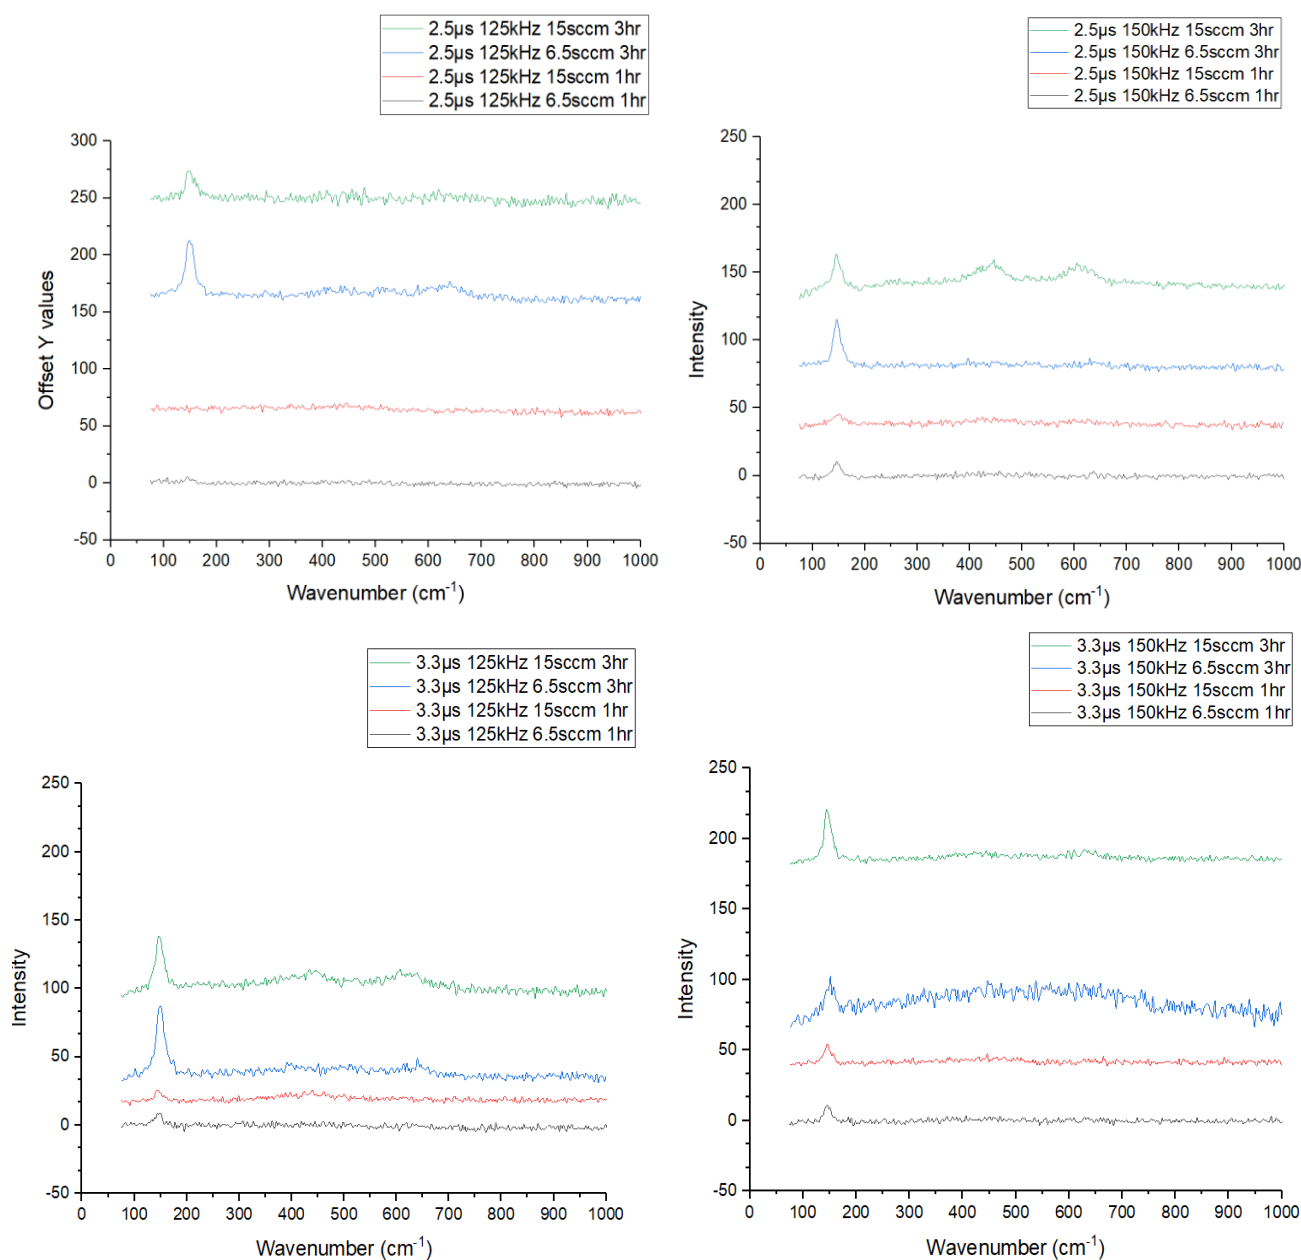 2.5µs 125kHz 15sccm 3hr
2.5µs 125kHz 6.5sccm 3hr
2.5µs 125kHz 15sccm 1hr
2.5µs 125kHz 6.5sccm 1hr
300
250
200
150
100
50
0
-50
Offset Y values
0 100 200 300 400 500 600 700 800 900 1000
Wavenumber (cm⁻¹)
2.5µs 150kHz 15sccm 3hr
2.5µs 150kHz 6.5sccm 3hr
2.5µs 150kHz 15sccm 1hr
2.5µs 150kHz 6.5sccm 1hr
250
200
150
100
50
0
-50
Intensity
0 100 200 300 400 500 600 700 800 900 1000
Wavenumber (cm⁻¹)
3.3µs 125kHz 15sccm 3hr
3.3µs 125kHz 6.5sccm 3hr
3.3µs 125kHz 15sccm 1hr
3.3µs 125kHz 6.5sccm 1hr
250
200
150
100
50
0
-50
Intensity
0 100 200 300 400 500 600 700 800 900 1000
Wavenumber (cm⁻¹)
3.3µs 150kHz 15sccm 3hr
3.3µs 150kHz 6.5sccm 3hr
3.3µs 150kHz 15sccm 1hr
3.3µs 150kHz 6.5sccm 1hr
250
200
150
100
50
0
-50
Intensity
0 100 200 300 400 500 600 700 800 900 1000
Wavenumber (cm⁻¹)